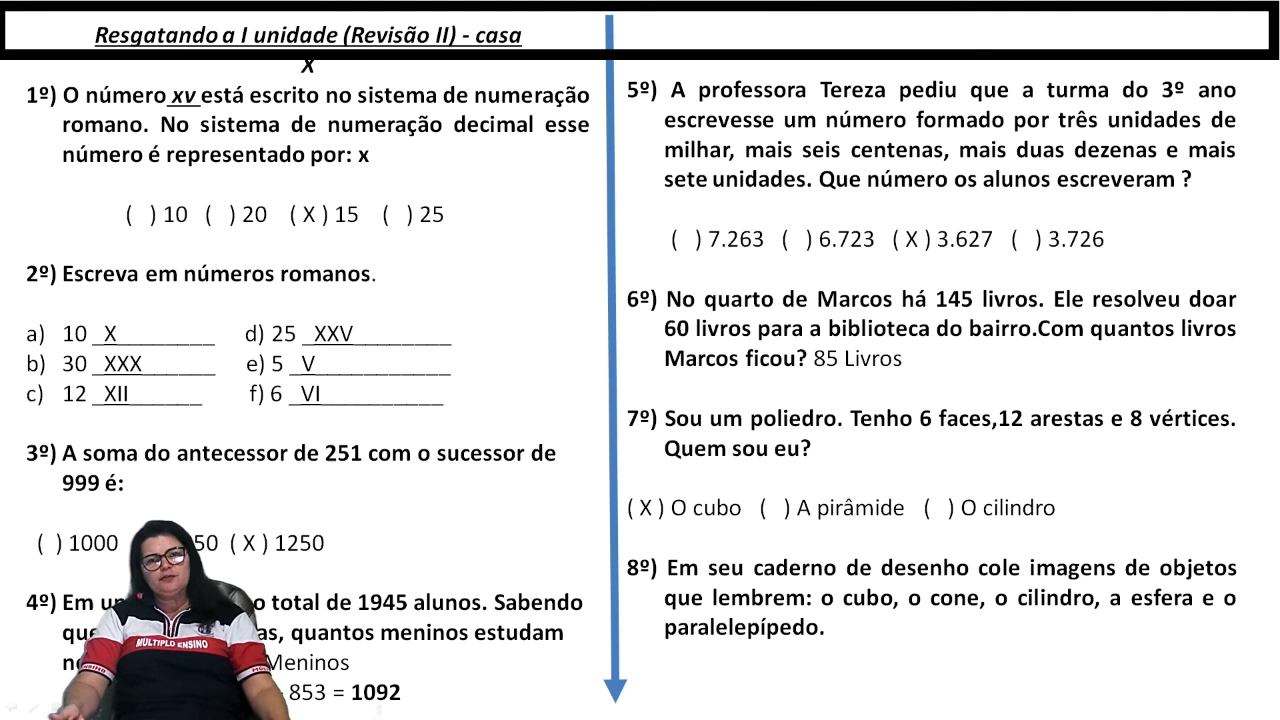 Resgatando a I unidade (Revisão II) - casa
X
1º) O número xv está escrito no sistema de numeração
romano. No sistema de numeração decimal esse
número é representado por: x
( ) 10 ( ) 20 ( X ) 15 ( ) 25
2º) Escreva em números romanos.
a) 10 _X________ d) 25 _XXV________
b) 30 _XXX______ e) 5 _V___________
c) 12 _XII______ f) 6 _VI__________
3º) A soma do antecessor de 251 com o sucessor de
999 é:
( ) 1000 50 ( X ) 1250
4º) Em o total de 1945 alunos. Sabendo
que as, quantos meninos estudam
Meninos
853 = 1092
MULTIPLO ENSINO
5º) A professora Tereza pediu que a turma do 3º ano
escrevesse um número formado por três unidades de
milhar, mais seis centenas, mais duas dezenas e mais
sete unidades. Que número os alunos escreveram ?
( ) 7.263 ( ) 6.723 ( X ) 3.627 ( ) 3.726
6º) No quarto de Marcos há 145 livros. Ele resolveu doar
60 livros para a biblioteca do bairro.Com quantos livros
Marcos ficou? 85 Livros
7º) Sou um poliedro. Tenho 6 faces,12 arestas e 8 vértices.
Quem sou eu?
( X ) O cubo ( ) A pirâmide ( ) O cilindro
8º) Em seu caderno de desenho cole imagens de objetos
que lembrem: o cubo, o cone, o cilindro, a esfera e o
paralelepípedo.